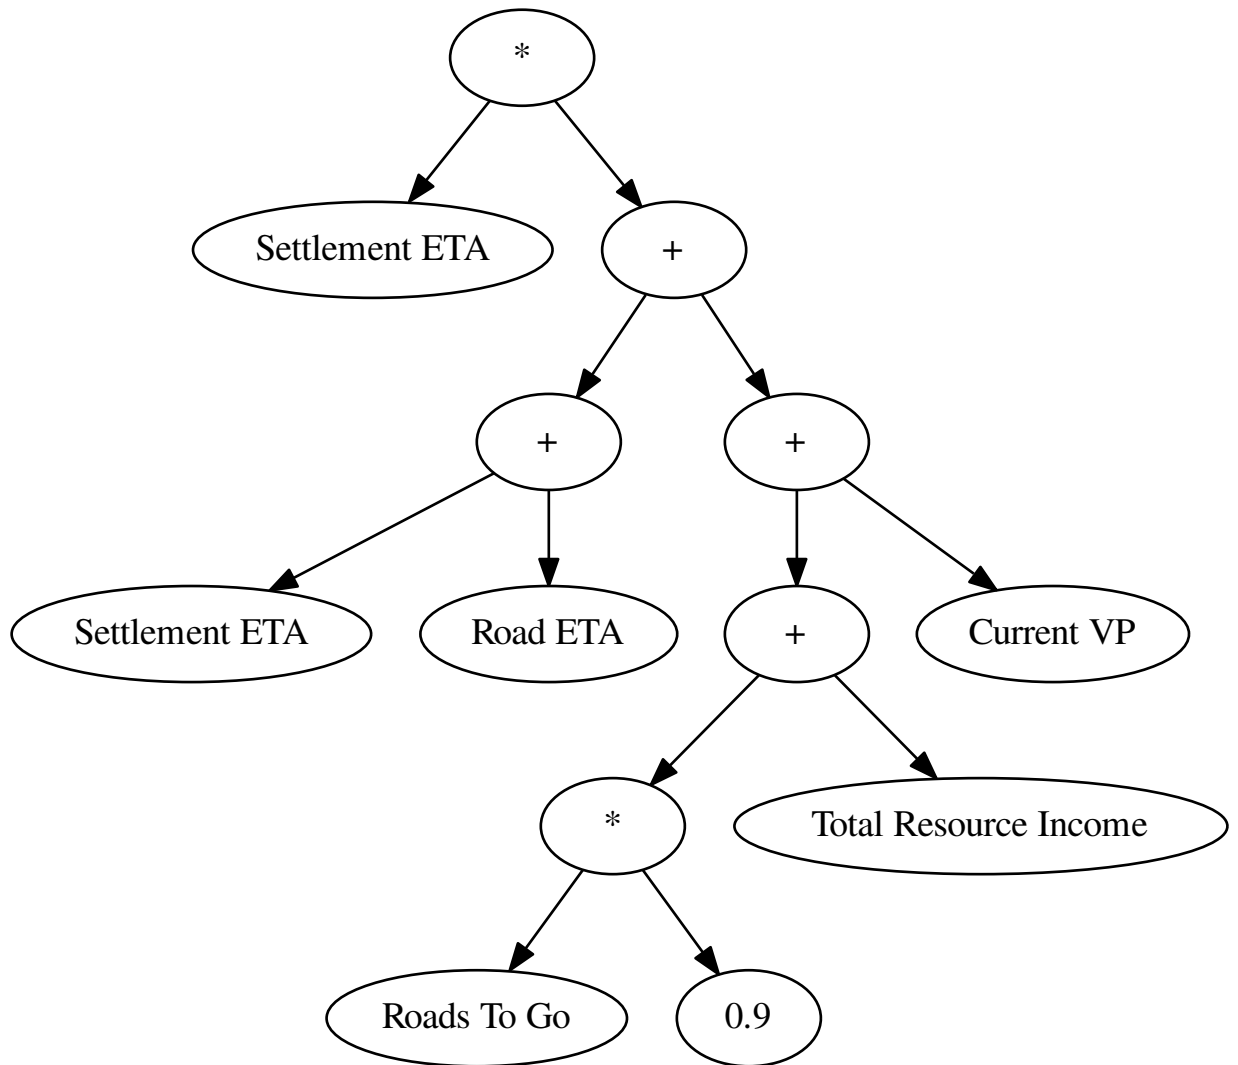 *
Settlement ETA
+
+
+
Settlement ETA
Road ETA
+
Current VP
*
Total Resource Income
Roads To Go
0.9